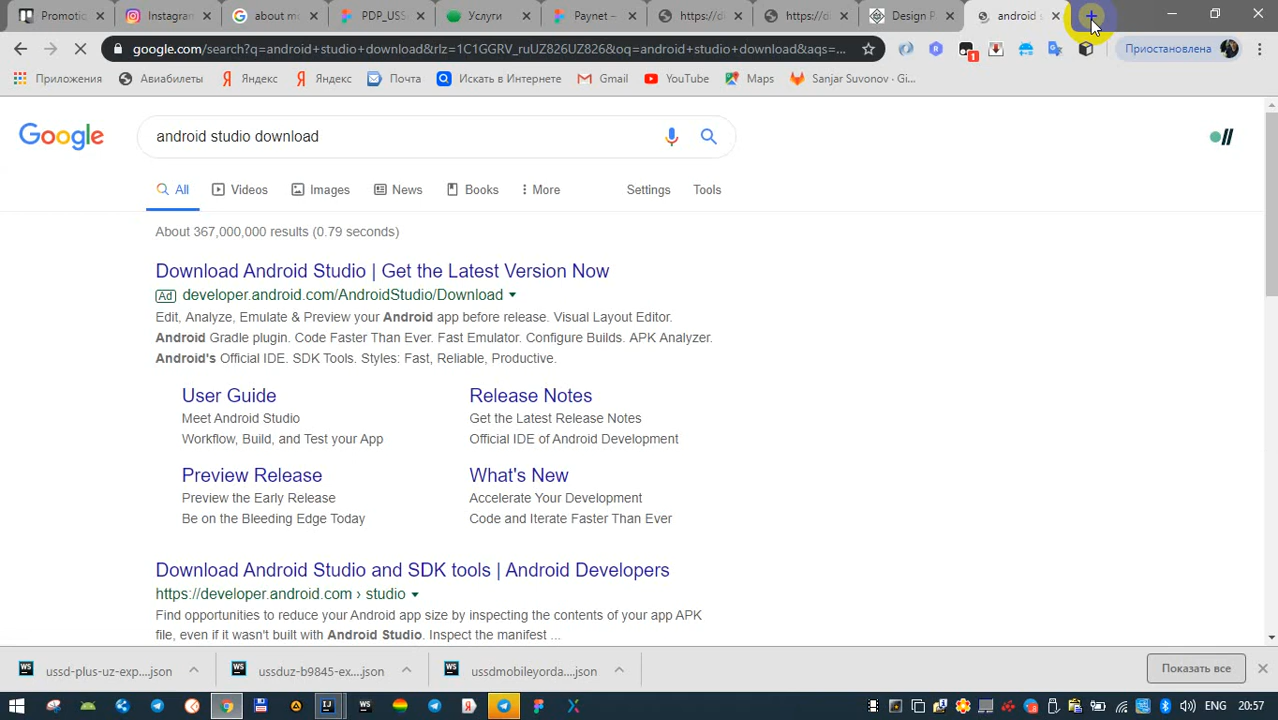 Promotic
Instagran
about mo
PDP_USS
Услуги
Paynet –
https://di
https://di
Design P
android s
google.com/search?q=android+studio+download&rlz=1C1GGRV_ruUZ826UZ826&oq=android+studio+download&aqs=...
1
Приостановлена
Приложения
Авиабилеты
Яндекс
Яндекс
Почта
Искать в Интернете
Gmail
YouTube
Maps
Sanjar Suvonov - Gi...
Google
android studio download
All
Videos
Images
News
Books
More
Settings
Tools
About 367,000,000 results (0.79 seconds)
Download Android Studio | Get the Latest Version Now
Ad developer.android.com/AndroidStudio/Download
Edit, Analyze, Emulate & Preview your Android app before release. Visual Layout Editor.
Android Gradle plugin. Code Faster Than Ever. Fast Emulator. Configure Builds. APK Analyzer.
Android's Official IDE. SDK Tools. Styles: Fast, Reliable, Productive.
User Guide
Meet Android Studio
Workflow, Build, and Test your App
Release Notes
Get the Latest Release Notes
Official IDE of Android Development
Preview Release
Preview the Early Release
Be on the Bleeding Edge Today
What's New
Accelerate Your Development
Code and Iterate Faster Than Ever
Download Android Studio and SDK tools | Android Developers
https://developer.android.com › studio
Find opportunities to reduce your Android app size by inspecting the contents of your app APK
file, even if it wasn't built with Android Studio. Inspect the manifest ...
ussd-plus-uz-exp....json
ussduz-b9845-ex....json
ussdmobileyorda....json
Показать все
ENG
20:57